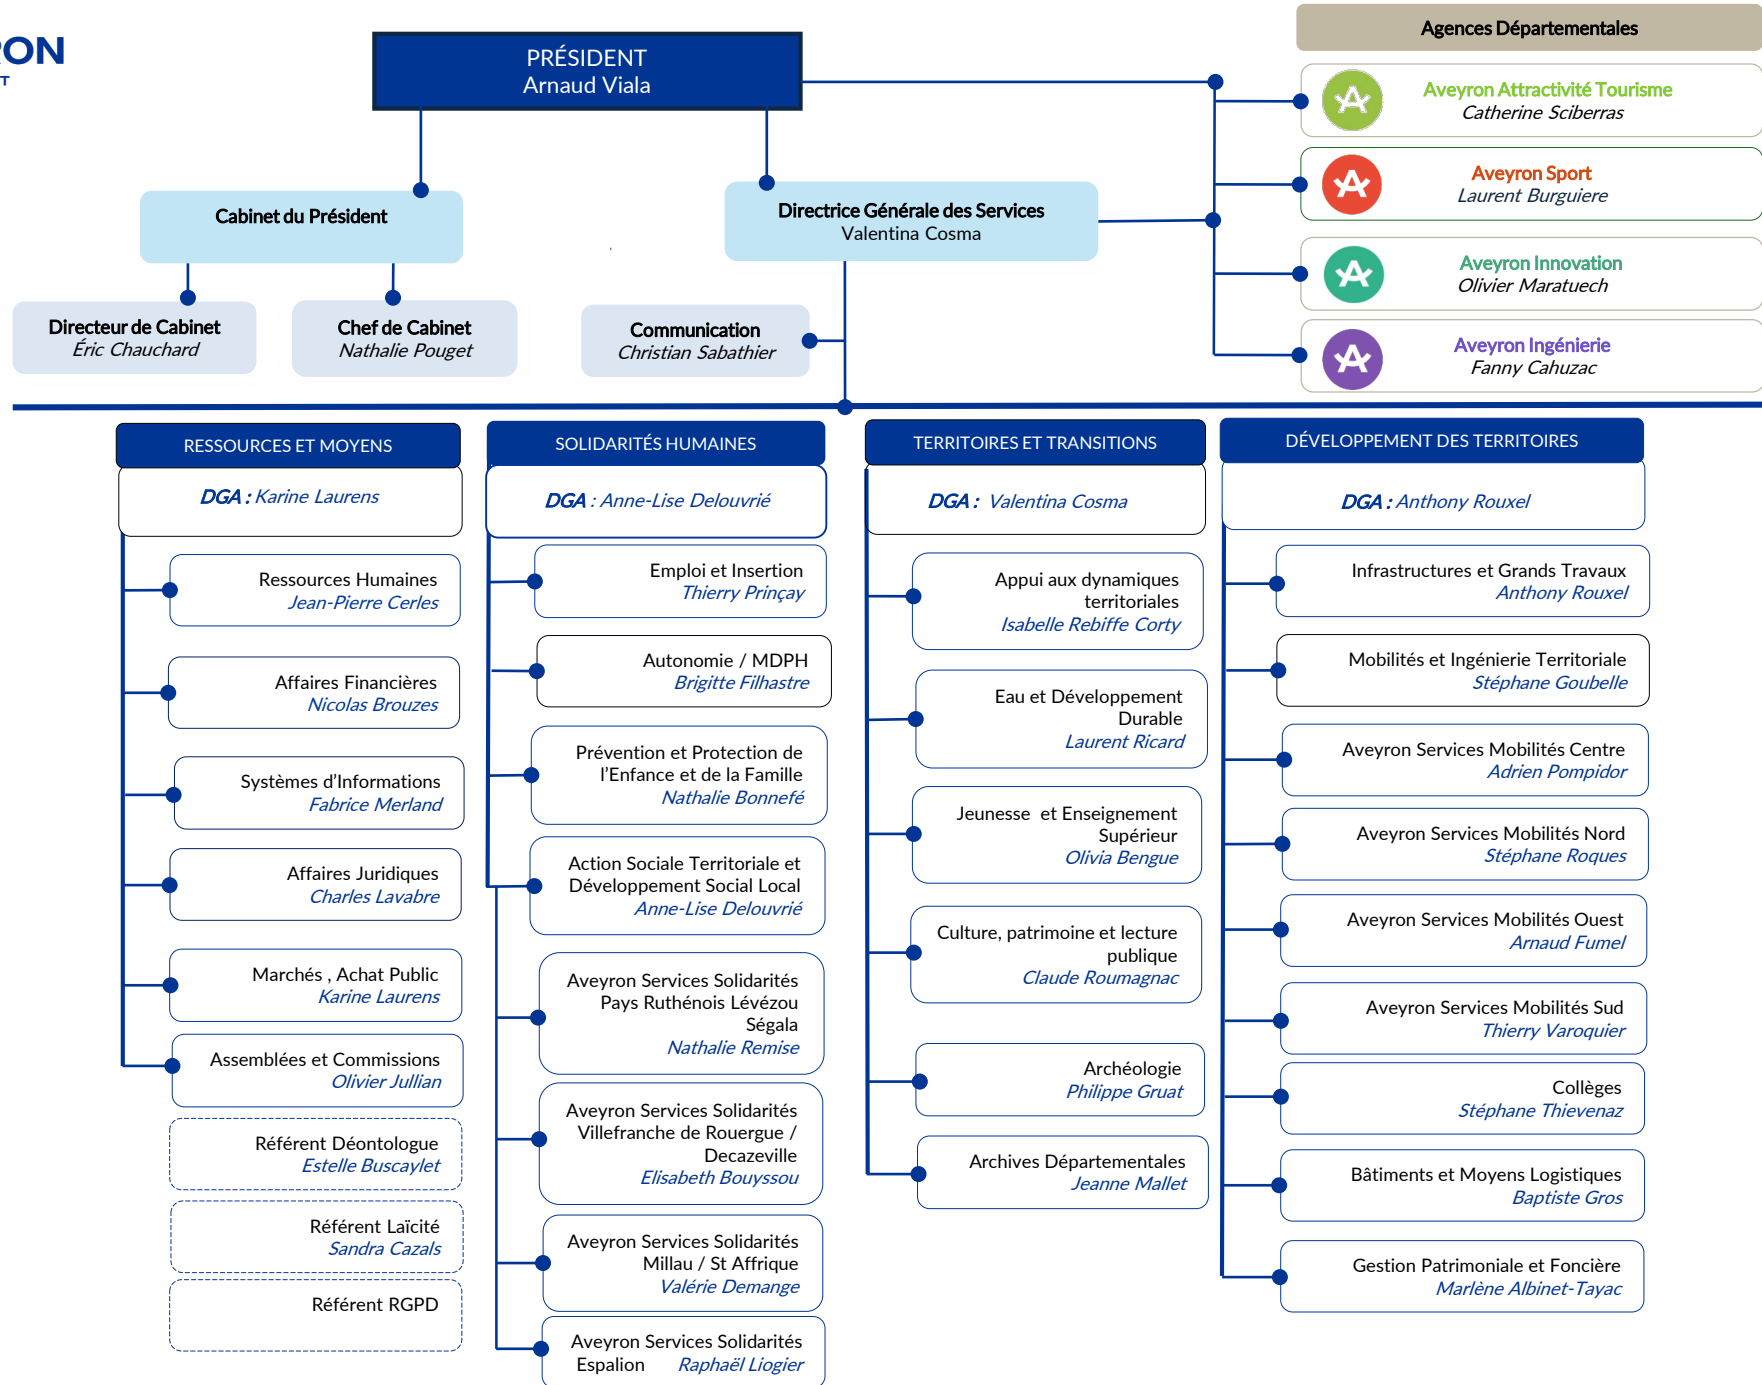 RON
T
PRÉSIDENT
Arnaud Viala
Agences Départementales
Aveyron Attractivité Tourisme
Catherine Sciberras
Aveyron Sport
Laurent Burguiere
Aveyron Innovation
Olivier Maratuech
Aveyron Ingénierie
Fanny Cahuzac
Cabinet du Président
Directrice Générale des Services
Valentina Cosma
Directeur de Cabinet
Éric Chauchard
Chef de Cabinet
Nathalie Pouget
Communication
Christian Sabathier
RESSOURCES ET MOYENS
DGA : Karine Laurens
Ressources Humaines
Jean-Pierre Cerles
Affaires Financières
Nicolas Brouzes
Systèmes d'Informations
Fabrice Merland
Affaires Juridiques
Charles Lavabre
Marchés , Achat Public
Karine Laurens
Assemblées et Commissions
Olivier Jullian
Référent Déontologue
Estelle Buscaylet
Référent Laïcité
Sandra Cazals
Référent RGPD
SOLIDARITÉS HUMAINES
DGA : Anne-Lise Delouvrié
Emploi et Insertion
Thierry Prinçay
Autonomie / MDPH
Brigitte Filhastre
Prévention et Protection de
l'Enfance et de la Famille
Nathalie Bonnefé
Action Sociale Territoriale et
Développement Social Local
Anne-Lise Delouvrié
Aveyron Services Solidarités
Pays Ruthénois Lévézou
Ségala
Nathalie Remise
Aveyron Services Solidarités
Villefranche de Rouergue /
Decazeville
Elisabeth Bouyssou
Aveyron Services Solidarités
Millau / St Affrique
Valérie Demange
Aveyron Services Solidarités
Espalion Raphaël Liogier
TERRITOIRES ET TRANSITIONS
DGA : Valentina Cosma
Appui aux dynamiques
territoriales
Isabelle Rebiffe Corty
Eau et Développement
Durable
Laurent Ricard
Jeunesse et Enseignement
Supérieur
Olivia Bengue
Culture, patrimoine et lecture
publique
Claude Roumagnac
Archéologie
Philippe Gruat
Archives Départementales
Jeanne Mallet
DÉVELOPPEMENT DES TERRITOIRES
DGA : Anthony Rouxel
Infrastructures et Grands Travaux
Anthony Rouxel
Mobilités et Ingénierie Territoriale
Stéphane Goubelle
Aveyron Services Mobilités Centre
Adrien Pompidor
Aveyron Services Mobilités Nord
Stéphane Roques
Aveyron Services Mobilités Ouest
Arnaud Fumel
Aveyron Services Mobilités Sud
Thierry Varoquier
Collèges
Stéphane Thievenaz
Bâtiments et Moyens Logistiques
Baptiste Gros
Gestion Patrimoniale et Foncière
Marlène Albinet-Tayac